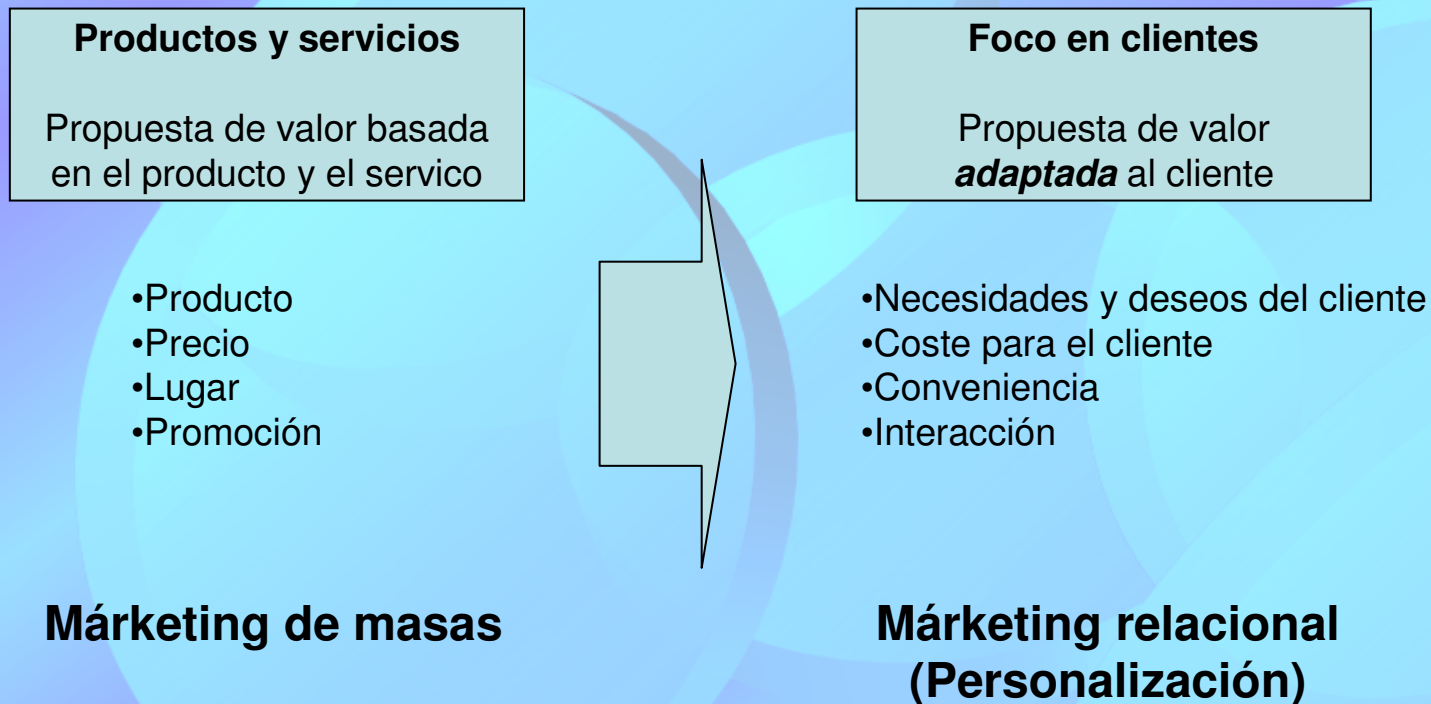 Productos y servicios
Propuesta de valor basada
en el producto y el servico
•Producto
•Precio
•Lugar
•Promoción
Márketing de masas
Foco en clientes
Propuesta de valor
adaptada al cliente
•Necesidades y deseos del cliente
•Coste para el cliente
•Conveniencia
•Interacción
Márketing relacional
(Personalización)